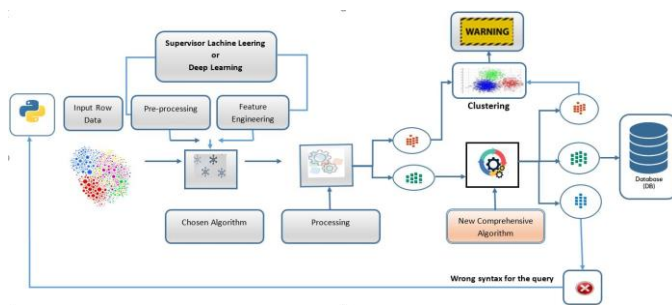 Supervisor Lachine Leering
or
Deep Learning
WARNING
Input Row
Data
Pre-processing
Feature
Engineering
Clustering
Database
(DB)
Chosen Algorithm
Processing
New Comprehensive
Algorithm
Wrong syntax for the query